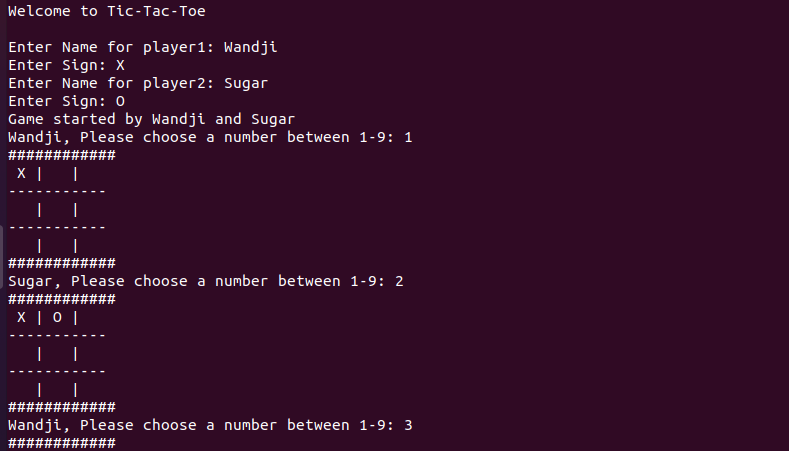 Welcome to Tic-Tac-Toe
Enter Name for player1: Wandji
Enter Sign: X
Enter Name for player2: Sugar
Enter Sign: O
Game started by Wandji and Sugar
Wandji, Please choose a number between 1-9: 1
############
 X |   |
-----------
   |   |
-----------
   |   |
############
Sugar, Please choose a number between 1-9: 2
############
 X | O |
-----------
   |   |
-----------
   |   |
############
Wandji, Please choose a number between 1-9: 3
############